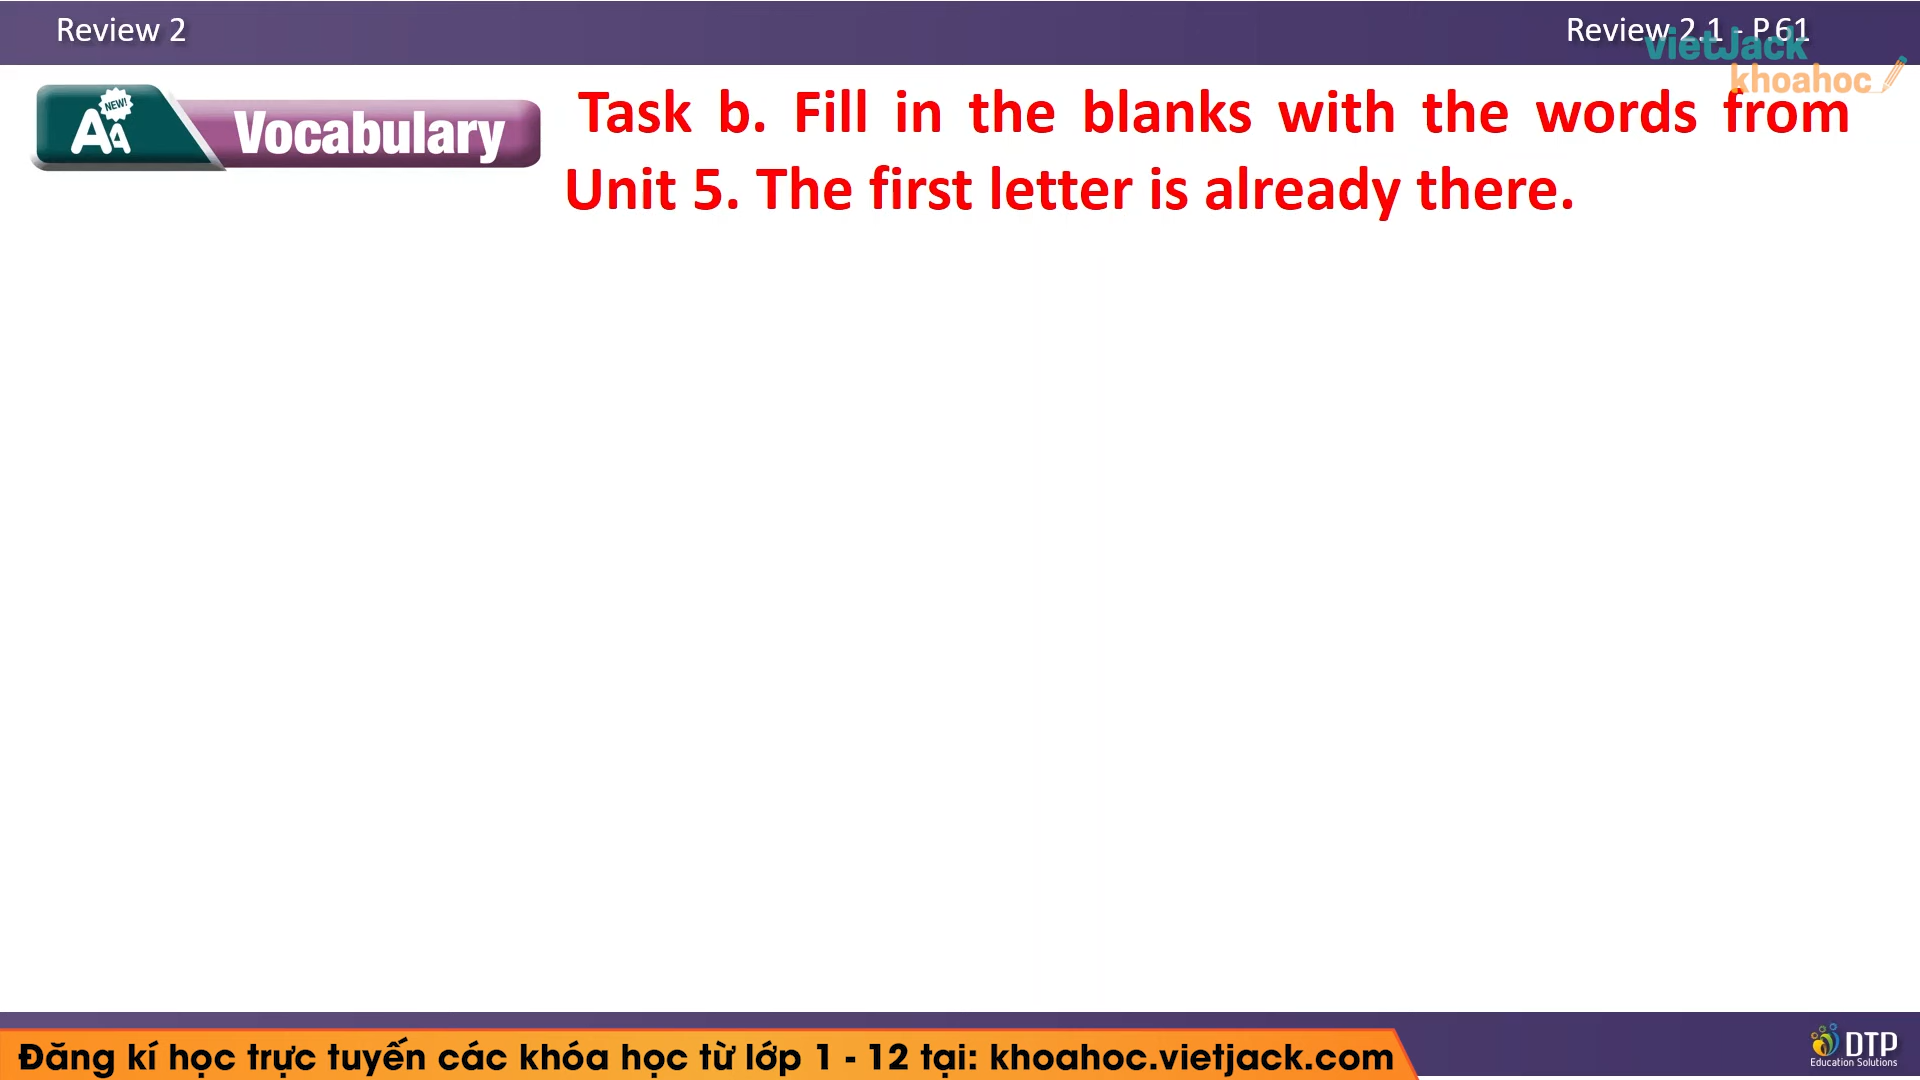 Review 2
Review 2.1 - P.61
vietJack
khoahoc
NEW!
AA
Vocabulary
Task b. Fill in the blanks with the words from
Unit 5. The first letter is already there.
Đăng kí học trực tuyến các khóa học từ lớp 1 - 12 tại: khoahoc.vietjack.com
DTP
Education Solutions